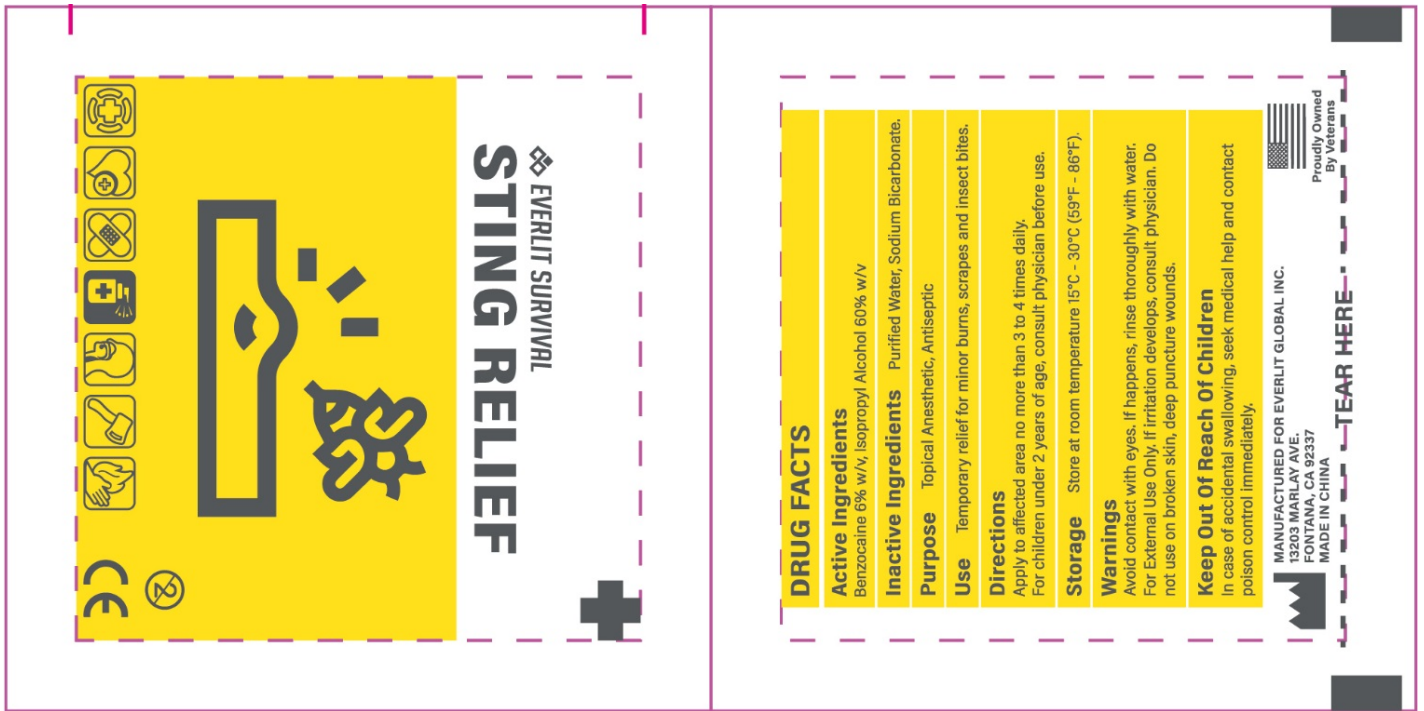 EVERLIT SURVIVAL
STING RELIEF
CE
2
DRUG FACTS
Active Ingredients
Benzocaine 6% w/v, Isopropyl Alcohol 60% w/v
Inactive Ingredients Purified Water, Sodium Bicarbonate.
Purpose Topical Anesthetic, Antiseptic
Use Temporary relief for minor burns, scrapes and insect bites.
Directions
Apply to affected area no more than 3 to 4 times daily.
For children under 2 years of age, consult physician before use.
Storage Store at room temperature 15°C - 30°C (59°F - 86°F).
Warnings
Avoid contact with eyes. If happens, rinse thoroughly with water.
For External Use Only. If irritation develops, consult physician. Do
not use on broken skin, deep puncture wounds.
Keep Out Of Reach Of Children
In case of accidental swallowing, seek medical help and contact
poison control immediately.
MANUFACTURED FOR EVERLIT GLOBAL INC.
13203 MARLAY AVE.
FONTANA, CA 92337
MADE IN CHINA
Proudly Owned
By Veterans
TEAR HERE